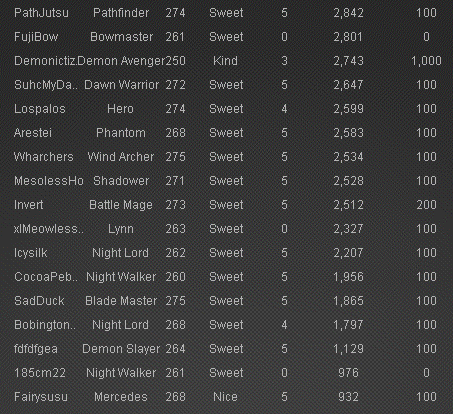 PathJutsu Pathfinder 274 Sweet 5 2,842 100
FujiBow Bowmaster 261 Sweet 0 2,801 0
Demonictiz.. Demon Avenger 250 Kind 3 2,743 1,000
SuhcMyDa.. Dawn Warrior 272 Sweet 5 2,647 100
Lospalos Hero 274 Sweet 4 2,599 100
Arestei Phantom 268 Sweet 5 2,583 100
Wharchers Wind Archer 275 Sweet 5 2,534 100
MesolessHo Shadower 271 Sweet 5 2,528 100
Invert Battle Mage 273 Sweet 5 2,512 200
xlMeowless.. Lynn 263 Sweet 0 2,327 100
Icysilk Night Lord 262 Sweet 5 2,207 100
CocoaPeb.. Night Walker 260 Sweet 5 1,956 100
SadDuck Blade Master 275 Sweet 5 1,865 100
Bobington.. Night Lord 268 Sweet 4 1,797 100
fdfdfgea Demon Slayer 264 Sweet 5 1,129 100
185cm22 Night Walker 261 Sweet 0 976 0
Fairysusu Mercedes 268 Nice 5 932 100